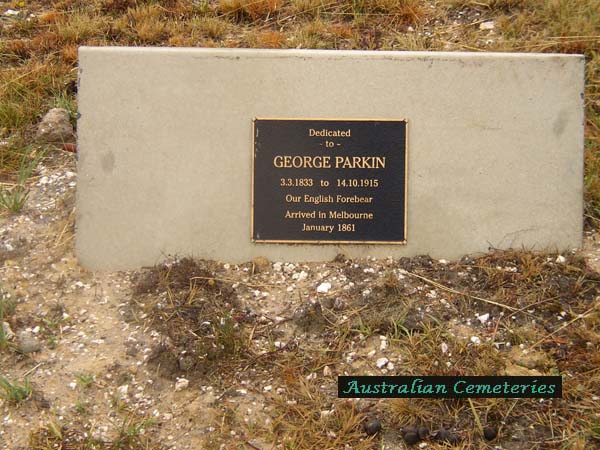 Dedicated
- to -
GEORGE PARKIN
3.3.1833 to 14.10.1915
Our English Forebear
Arrived in Melbourne
January 1861
Australian Cemeteries